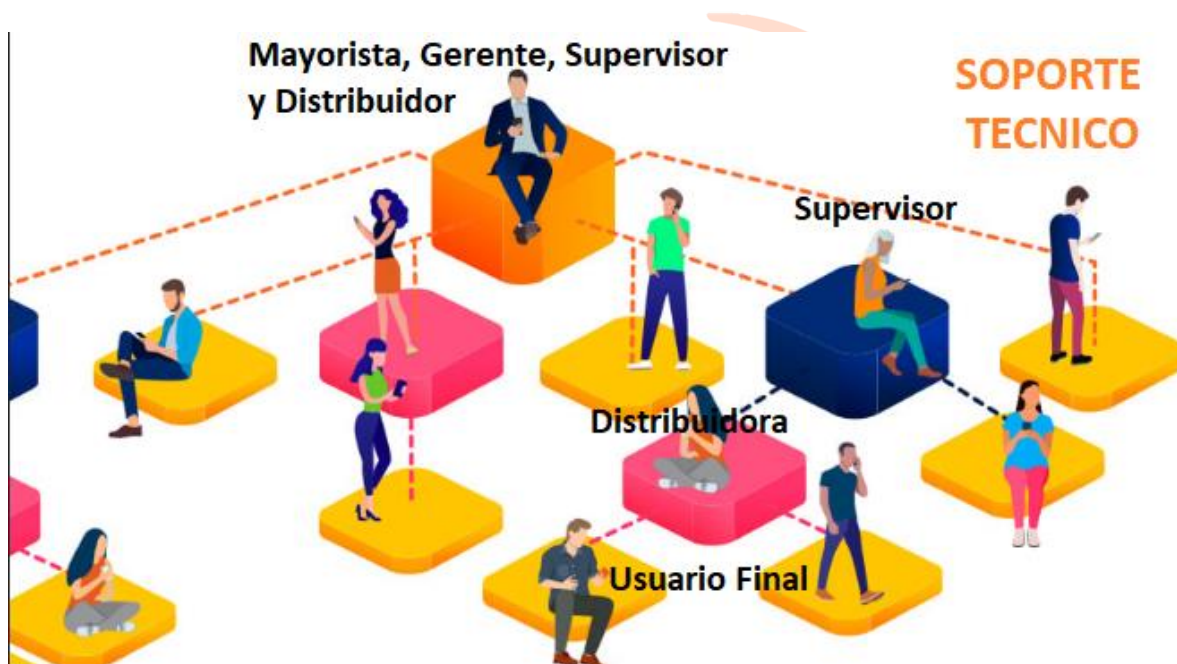 Mayorista, Gerente, Supervisor
y Distribuidor
SOPORTE
TECNICO
Supervisor
Distribuidora
Usuario Final